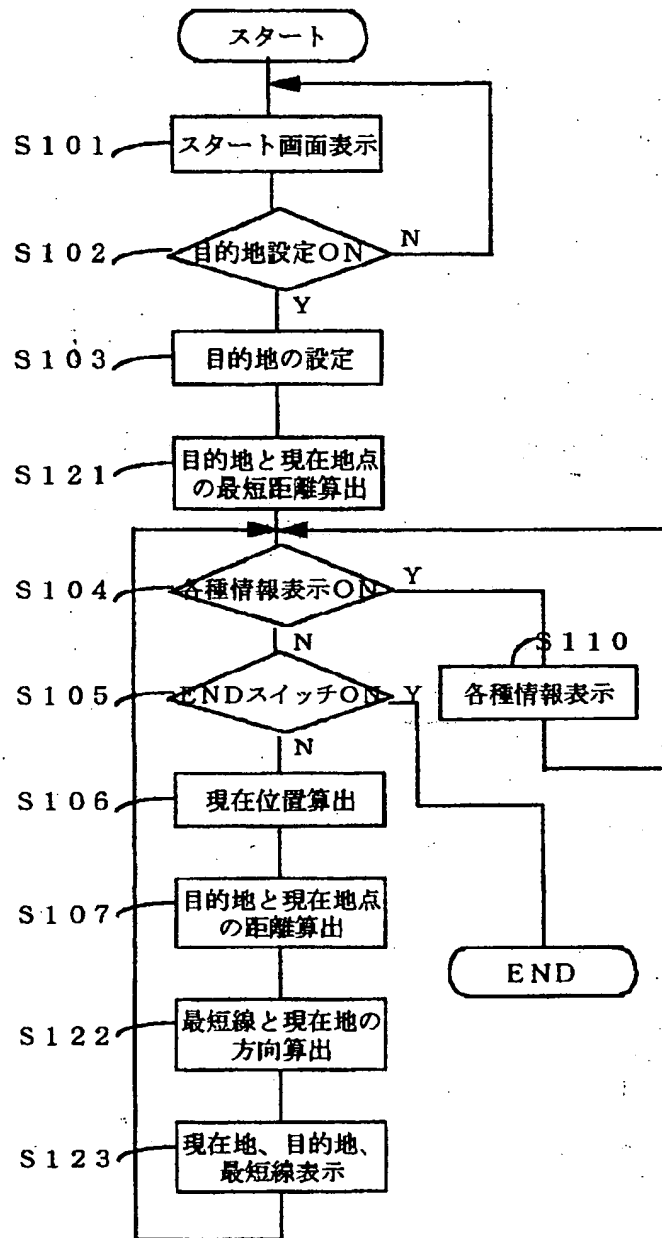 スタート
S101
スタート画面表示
S102
目的地設定ON
N
Y
S103
目的地の設定
S121
目的地と現在地点
の最短距離算出
S104
各種情報表示ON
Y
N
S110
各種情報表示
S105
ENDスイッチON
Y
N
S106
現在位置算出
S107
目的地と現在地点
の距離算出
END
S122
最短線と現在地の
方向算出
S123
現在地、目的地、
最短線表示